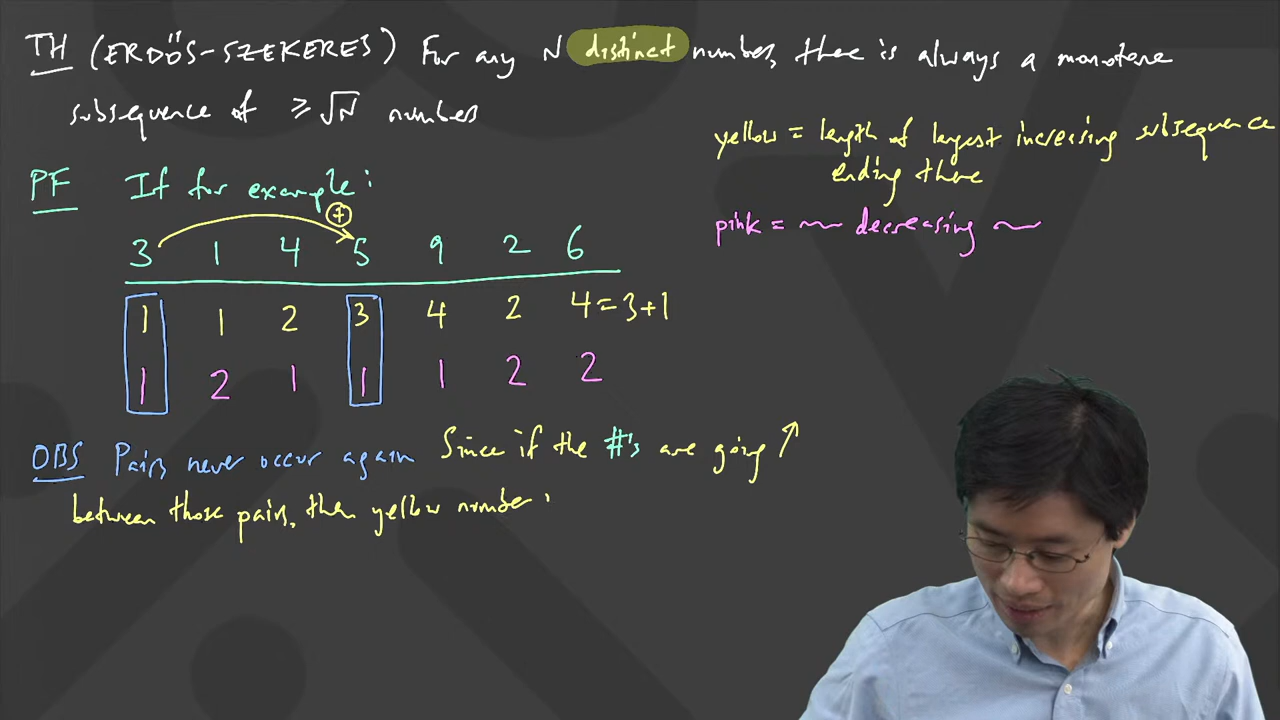 TH (ERDŐS-SZEKERES) For any N distinct numbers, there is always a monotone
subsequence of ≥ √N numbers
yellow = length of largest increasing subsequence
ending there
pink = ~~ decreasing ~~
PF If for example:
+
3 1 4 5 9 2 6
1 1 2 3 4 2 4=3+1
1 2 1 1 1 2 2
OBS Pairs never occur again Since if the #'s are going ↗
between those pairs, then yellow number